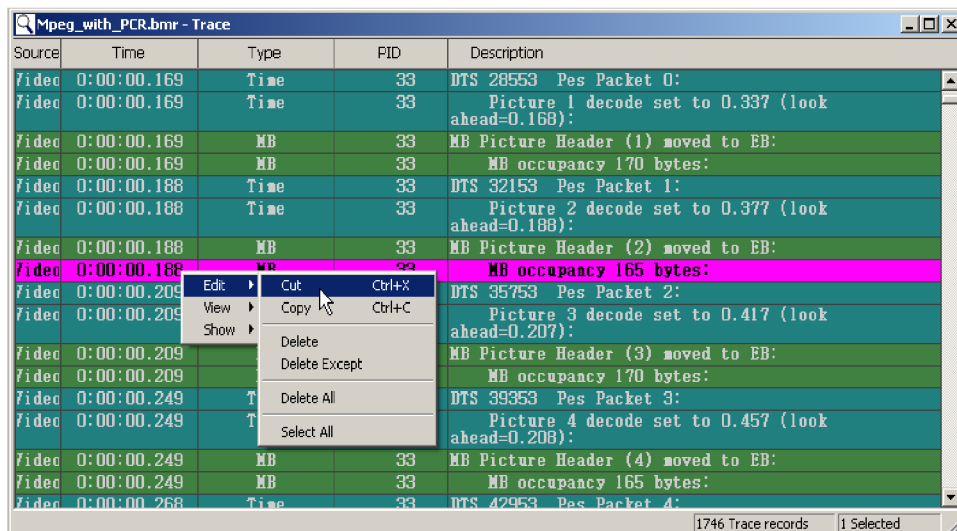 Mpeg_with_PCR.bmr - Trace
Source Time Type PID Description
Video 0:00:00.169 Time 33 DTS 28553 Pes Packet 0:
Video 0:00:00.169 Time 33 Picture 1 decode set to 0.337 (look
ahead=0.168):
Video 0:00:00.169 MB 33 MB Picture Header (1) moved to EB:
Video 0:00:00.169 MB 33 MB occupancy 170 bytes:
Video 0:00:00.188 Time 33 DTS 32153 Pes Packet 1:
Video 0:00:00.188 Time 33 Picture 2 decode set to 0.377 (look
ahead=0.188):
Video 0:00:00.188 MB 33 MB Picture Header (2) moved to EB:
Video 0:00:00.188 MB 33 MB occupancy 165 bytes:
Video 0:00:00.209 DTS 35753 Pes Packet 2:
Video 0:00:00.209 Picture 3 decode set to 0.417 (look
ahead=0.207):
Video 0:00:00.209 MB Picture Header (3) moved to EB:
Video 0:00:00.209 MB occupancy 170 bytes:
Video 0:00:00.249 T DTS 39353 Pes Packet 3:
Video 0:00:00.249 T Picture 4 decode set to 0.457 (look
ahead=0.208):
Video 0:00:00.249 MB 33 MB Picture Header (4) moved to EB:
Video 0:00:00.249 MB 33 MB occupancy 165 bytes:
Video 0:00:00.268 Time 33 DTS 42953 Pes Packet 4:
Edit
View
Show
Cut Ctrl+X
Copy Ctrl+C
Delete
Delete Except
Delete All
Select All
1746 Trace records 1 Selected